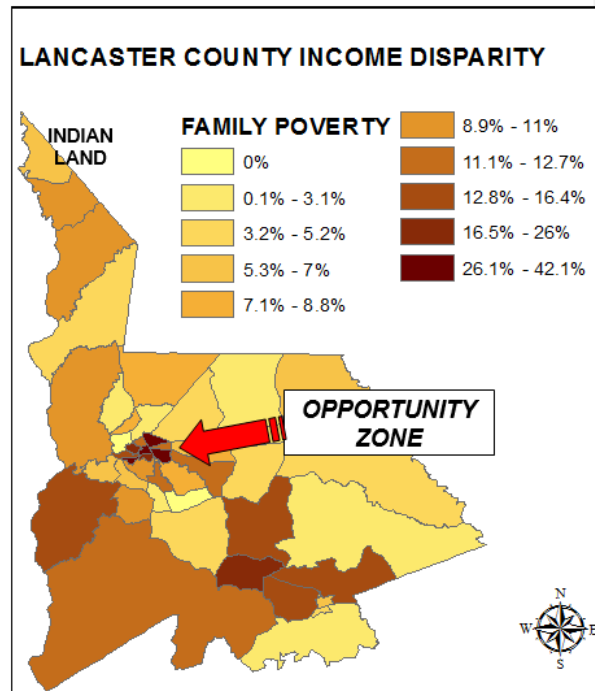 LANCASTER COUNTY INCOME DISPARITY
INDIAN
LAND
FAMILY POVERTY
0%
0.1% - 3.1%
3.2% - 5.2%
5.3% - 7%
7.1% - 8.8%
8.9% - 11%
11.1% - 12.7%
12.8% - 16.4%
16.5% - 26%
26.1% - 42.1%
OPPORTUNITY
ZONE
N
W
E
S